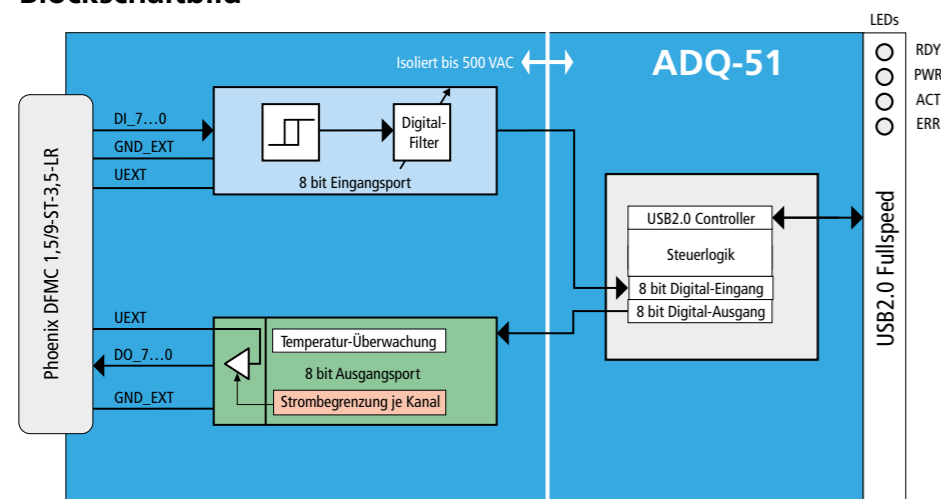 Blockschaltbild
LEDs
RDY
PWR
ACT
ERR
Isoliert bis 500 VAC
ADQ-51
Phoenix DFMC 1,5/9-ST-3,5-LR
DI_7...0
GND_EXT
UEXT
Digital-
Filter
8 bit Eingangsport
USB2.0 Controller
Steuerlogik
8 bit Digital-Eingang
8 bit Digital-Ausgang
USB2.0 Fullspeed
UEXT
DO_7...0
GND_EXT
Temperatur-Überwachung
8 bit Ausgangsport
Strombegrenzung je Kanal